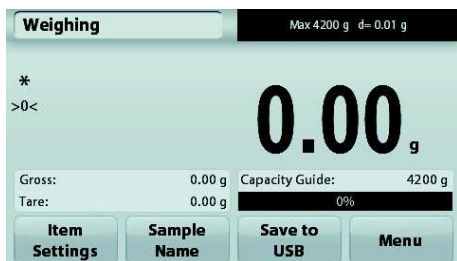 Weighing
Max 4200 g d= 0.01 g
*
>0<
0.00 g
Gross: 0.00 g
Capacity Guide: 4200 g
Tare: 0.00 g
0%
Item Settings
Sample Name
Save to USB
Menu